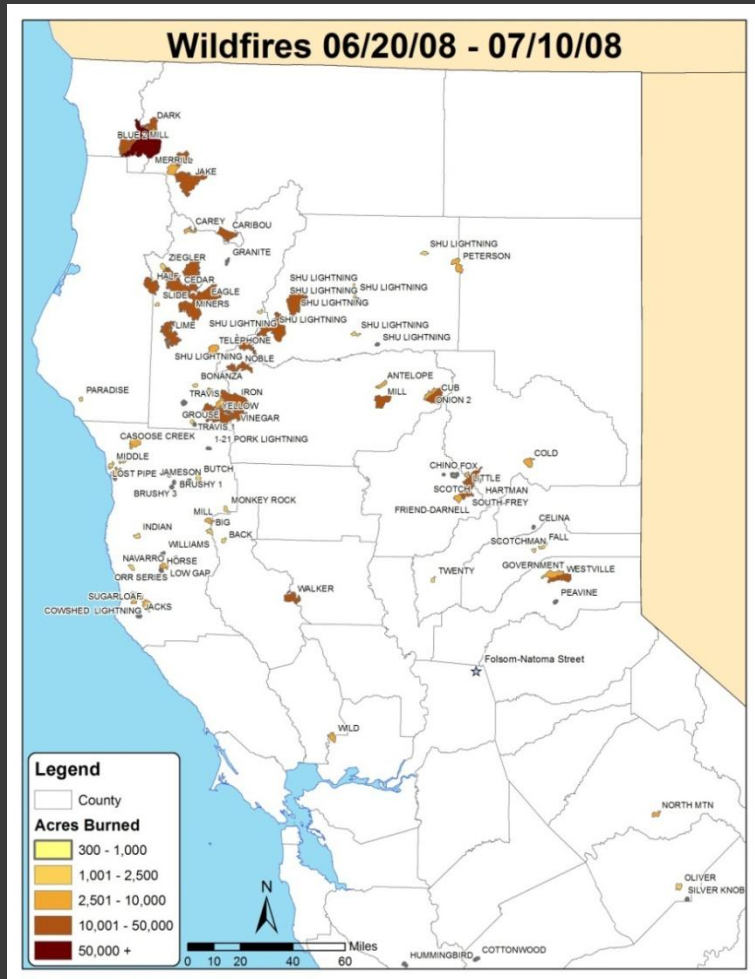 Wildfires 06/20/08 - 07/10/08
DARK
BLUE 2 MILL
MERRILL
JAKE
CAREY
CARIBOU
GRANITE
SHU LIGHTNING
PETERSON
ZIEGLER
HALF
CEDAR
SLIDE
EAGLE
MINERS
LIME
SHU LIGHTNING
SHU LIGHTNING
SHU LIGHTNING
SHU LIGHTNING
SHU LIGHTNING
SHU LIGHTNING
SHU LIGHTNING
SHU LIGHTNING
TELEPHONE
SHU LIGHTNING
NOBLE
BONANZA
PARADISE
TRAVIS
IRON
YELLOW
GROUSE
VINEGAR
TRAVIS 1
ANTELOPE
MILL
CUB
ONION 2
1-21 PORK LIGHTNING
CASOOSE CREEK
MIDDLE
LOST PIPE
JAMESON
BUTCH
BRUSHY 1
BRUSHY 3
MONKEY ROCK
COLD
CHINO FOX
SCOTCH
HARTMAN
SOUTH-FREY
FRIEND-DARNELL
MILL
BIG
BACK
INDIAN
WILLIAMS
NAVARRO
HORSE
ORR SERIES
LOW GAP
CELINA
SCOTCHMAN
FALL
GOVERNMENT
WESTVILLE
PEAVINE
TWENTY
WALKER
SUGARLOAF
JACKS
COWSHED LIGHTNING
Folsom-Natoma Street
WILD
NORTH MTN
OLIVER
SILVER KNOB
HUMMINGBIRD
COTTONWOOD
Legend
County
Acres Burned
300 - 1,000
1,001 - 2,500
2,501 - 10,000
10,001 - 50,000
50,000 +
N
Miles
0 10 20 40 60